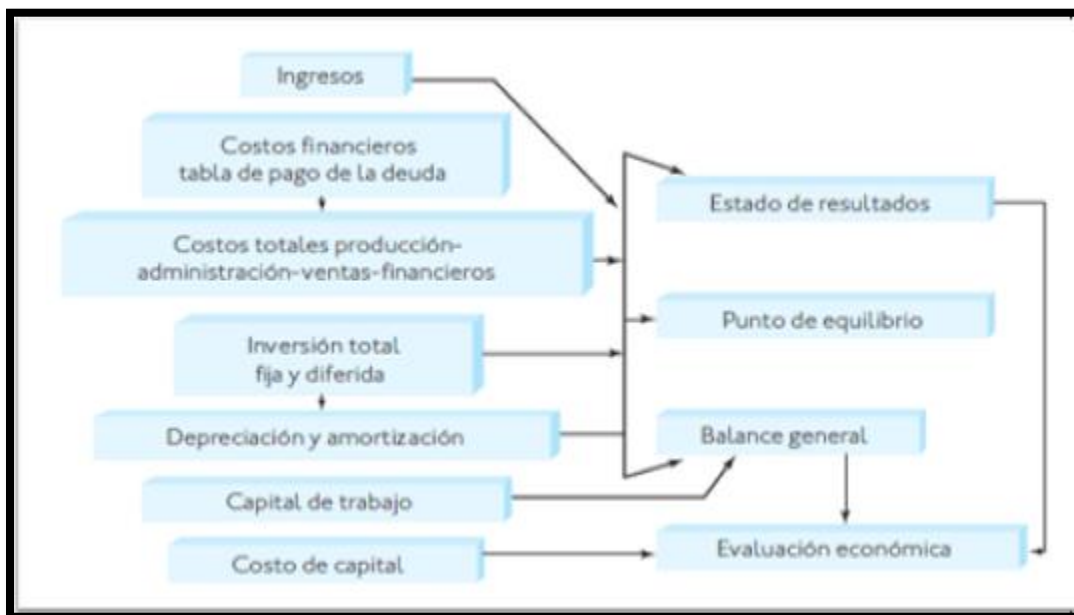 Ingresos
Costos financieros
tabla de pago de la deuda
Costos totales producción-
administración-ventas-financieros
Inversión total
fija y diferida
Depreciación y amortización
Capital de trabajo
Costo de capital
Estado de resultados
Punto de equilibrio
Balance general
Evaluación económica